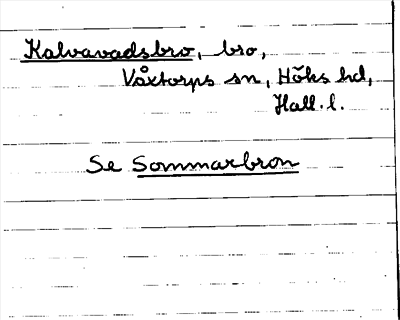 Kalvavadsbro, bro,
Våxtorps sn, Höks hd,
Hall. l.
Se Sommarbron